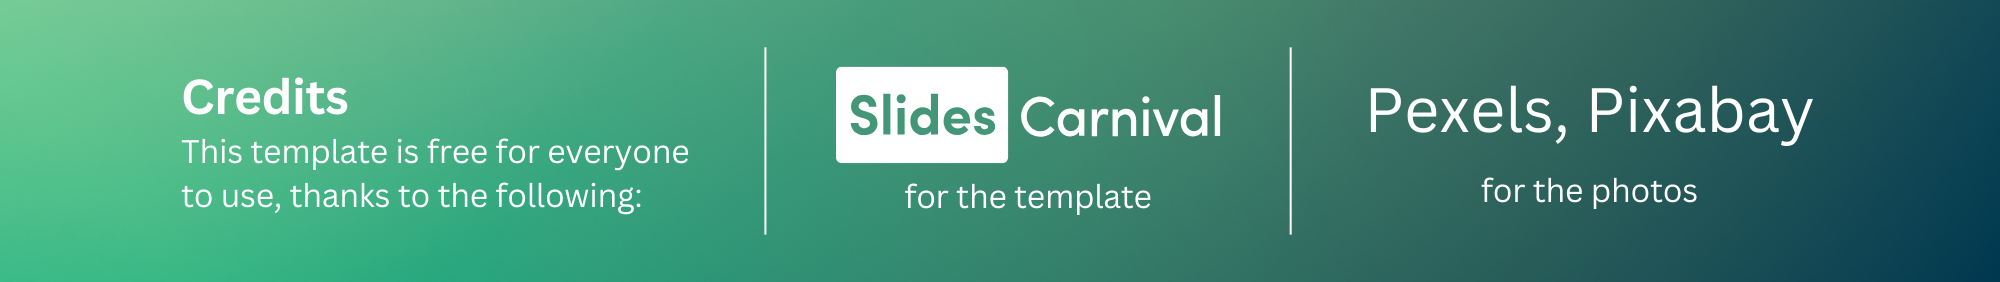 Credits
This template is free for everyone
to use, thanks to the following:
Slides Carnival
for the template
Pexels, Pixabay
for the photos